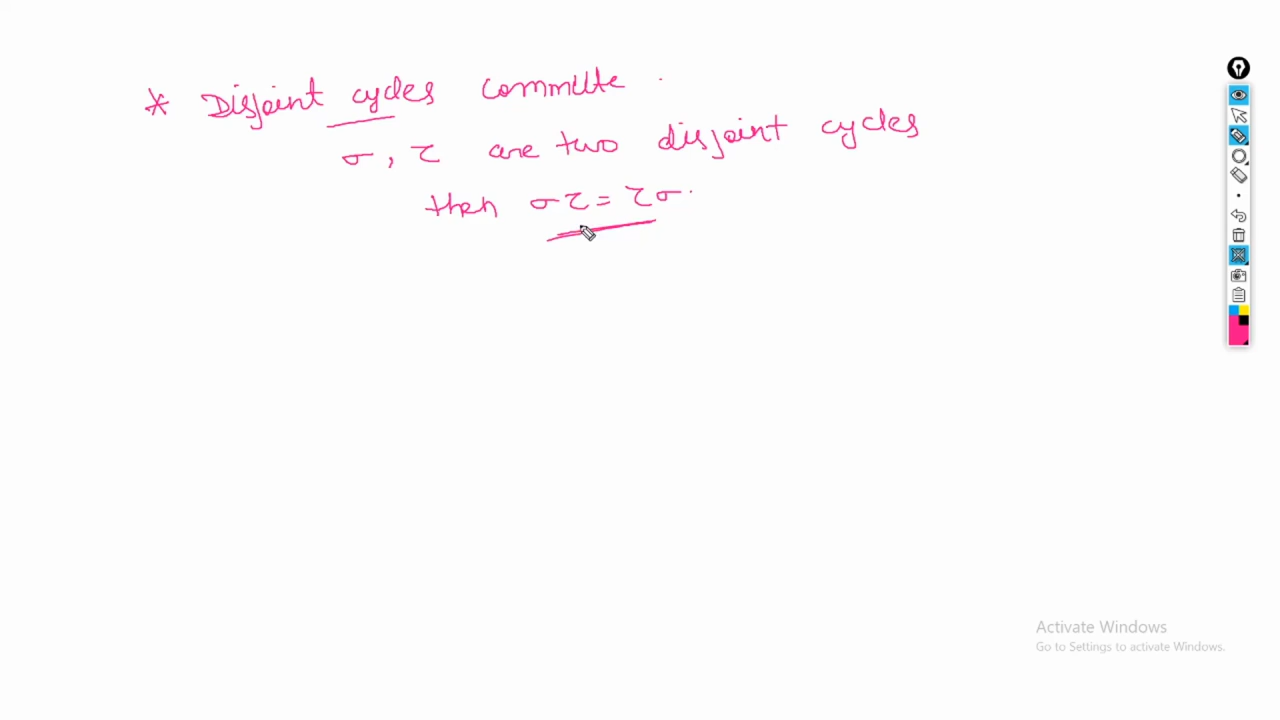 * Disjoint cycles commute.
σ, τ are two disjoint cycles
then στ = τσ.
Activate Windows
Go to Settings to activate Windows.